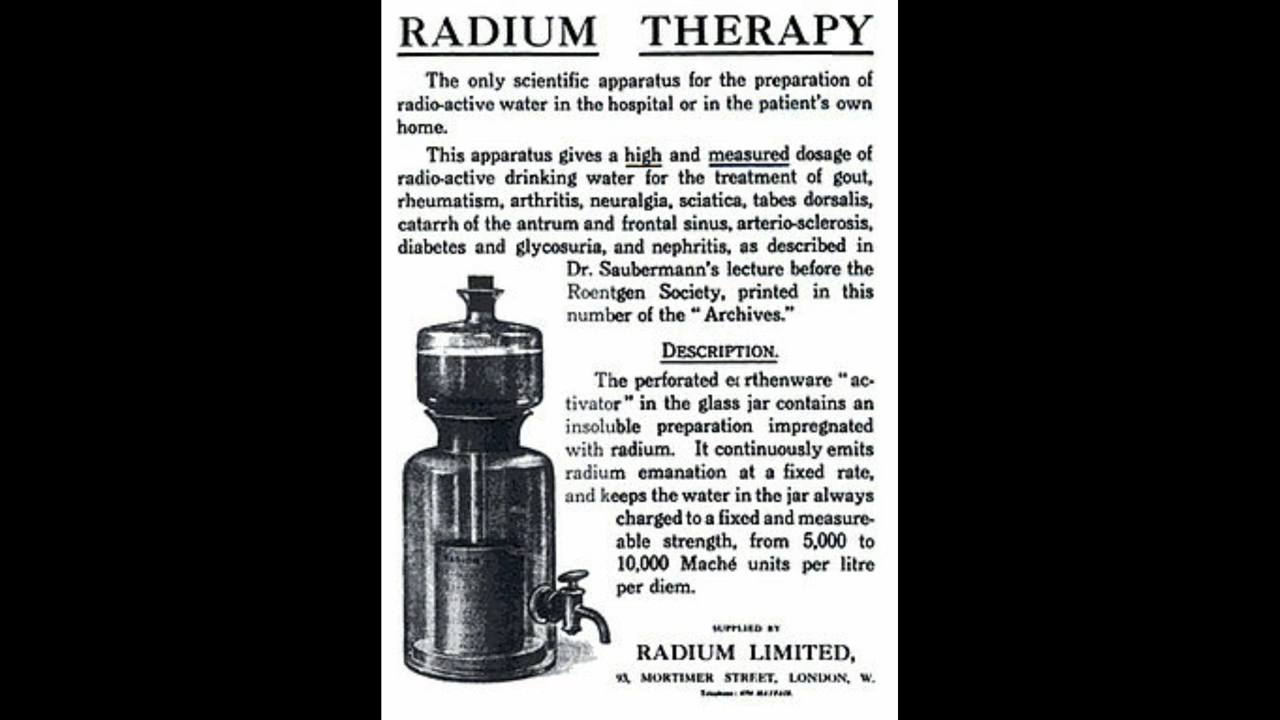 RADIUM THERAPY
The only scientific apparatus for the preparation of
radio-active water in the hospital or in the patient's own
home.
This apparatus gives a high and measured dosage of
radio-active drinking water for the treatment of gout,
rheumatism, arthritis, neuralgia, sciatica, tabes dorsalis,
catarrh of the antrum and frontal sinus, arterio-sclerosis,
diabetes and glycosuria, and nephritis, as described in
Dr. Saubermann's lecture before the
Roentgen Society, printed in this
number of the "Archives."
DESCRIPTION.
The perforated earthenware "ac-
tivator" in the glass jar contains an
insoluble preparation impregnated
with radium. It continuously emits
radium emanation at a fixed rate,
and keeps the water in the jar always
charged to a fixed and measure-
able strength, from 5,000 to
10,000 Maché units per litre
per diem.
SUPPLIED BY
RADIUM LIMITED,
93, MORTIMER STREET, LONDON, W.
Telephone: